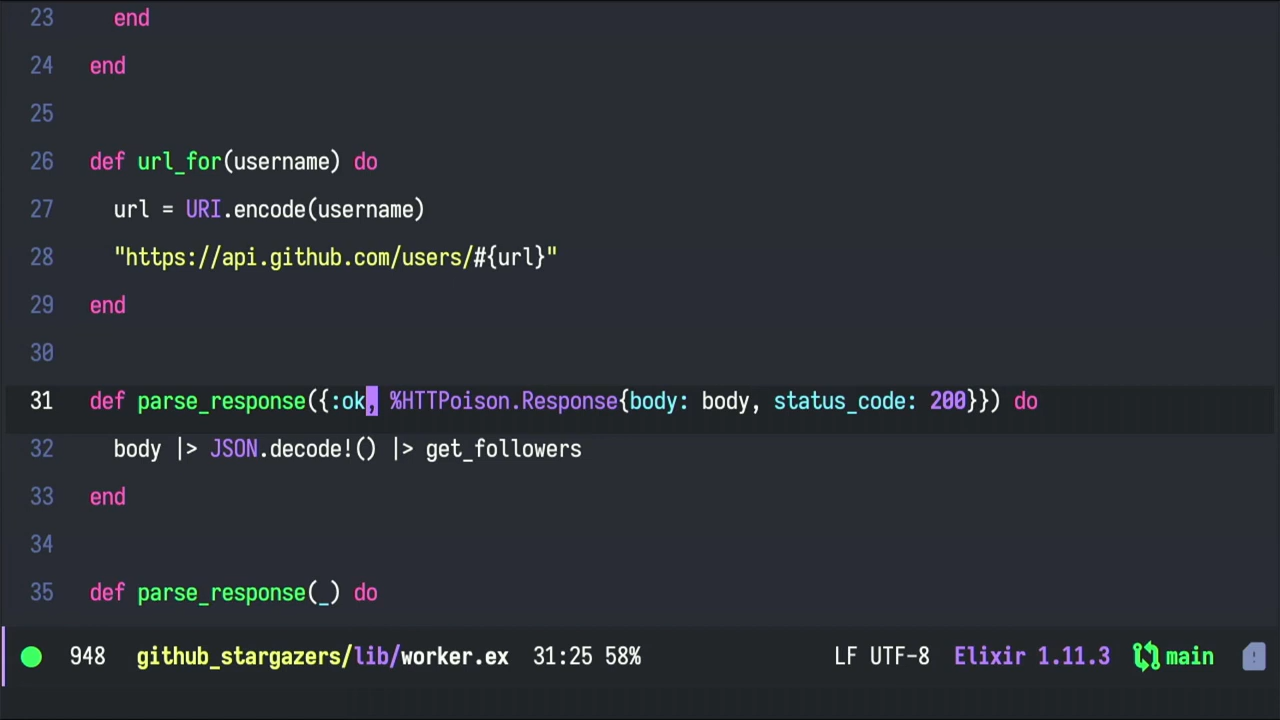 23 end
24 end
25
26 def url_for(username) do
27 url = URI.encode(username)
28 "https://api.github.com/users/#{url}"
29 end
30
31 def parse_response({:ok, %HTTPoison.Response{body: body, status_code: 200}}) do
32 body |> JSON.decode!() |> get_followers
33 end
34
35 def parse_response(_) do
948 github_stargazers/lib/worker.ex 31:25 58% LF UTF-8 Elixir 1.11.3 main